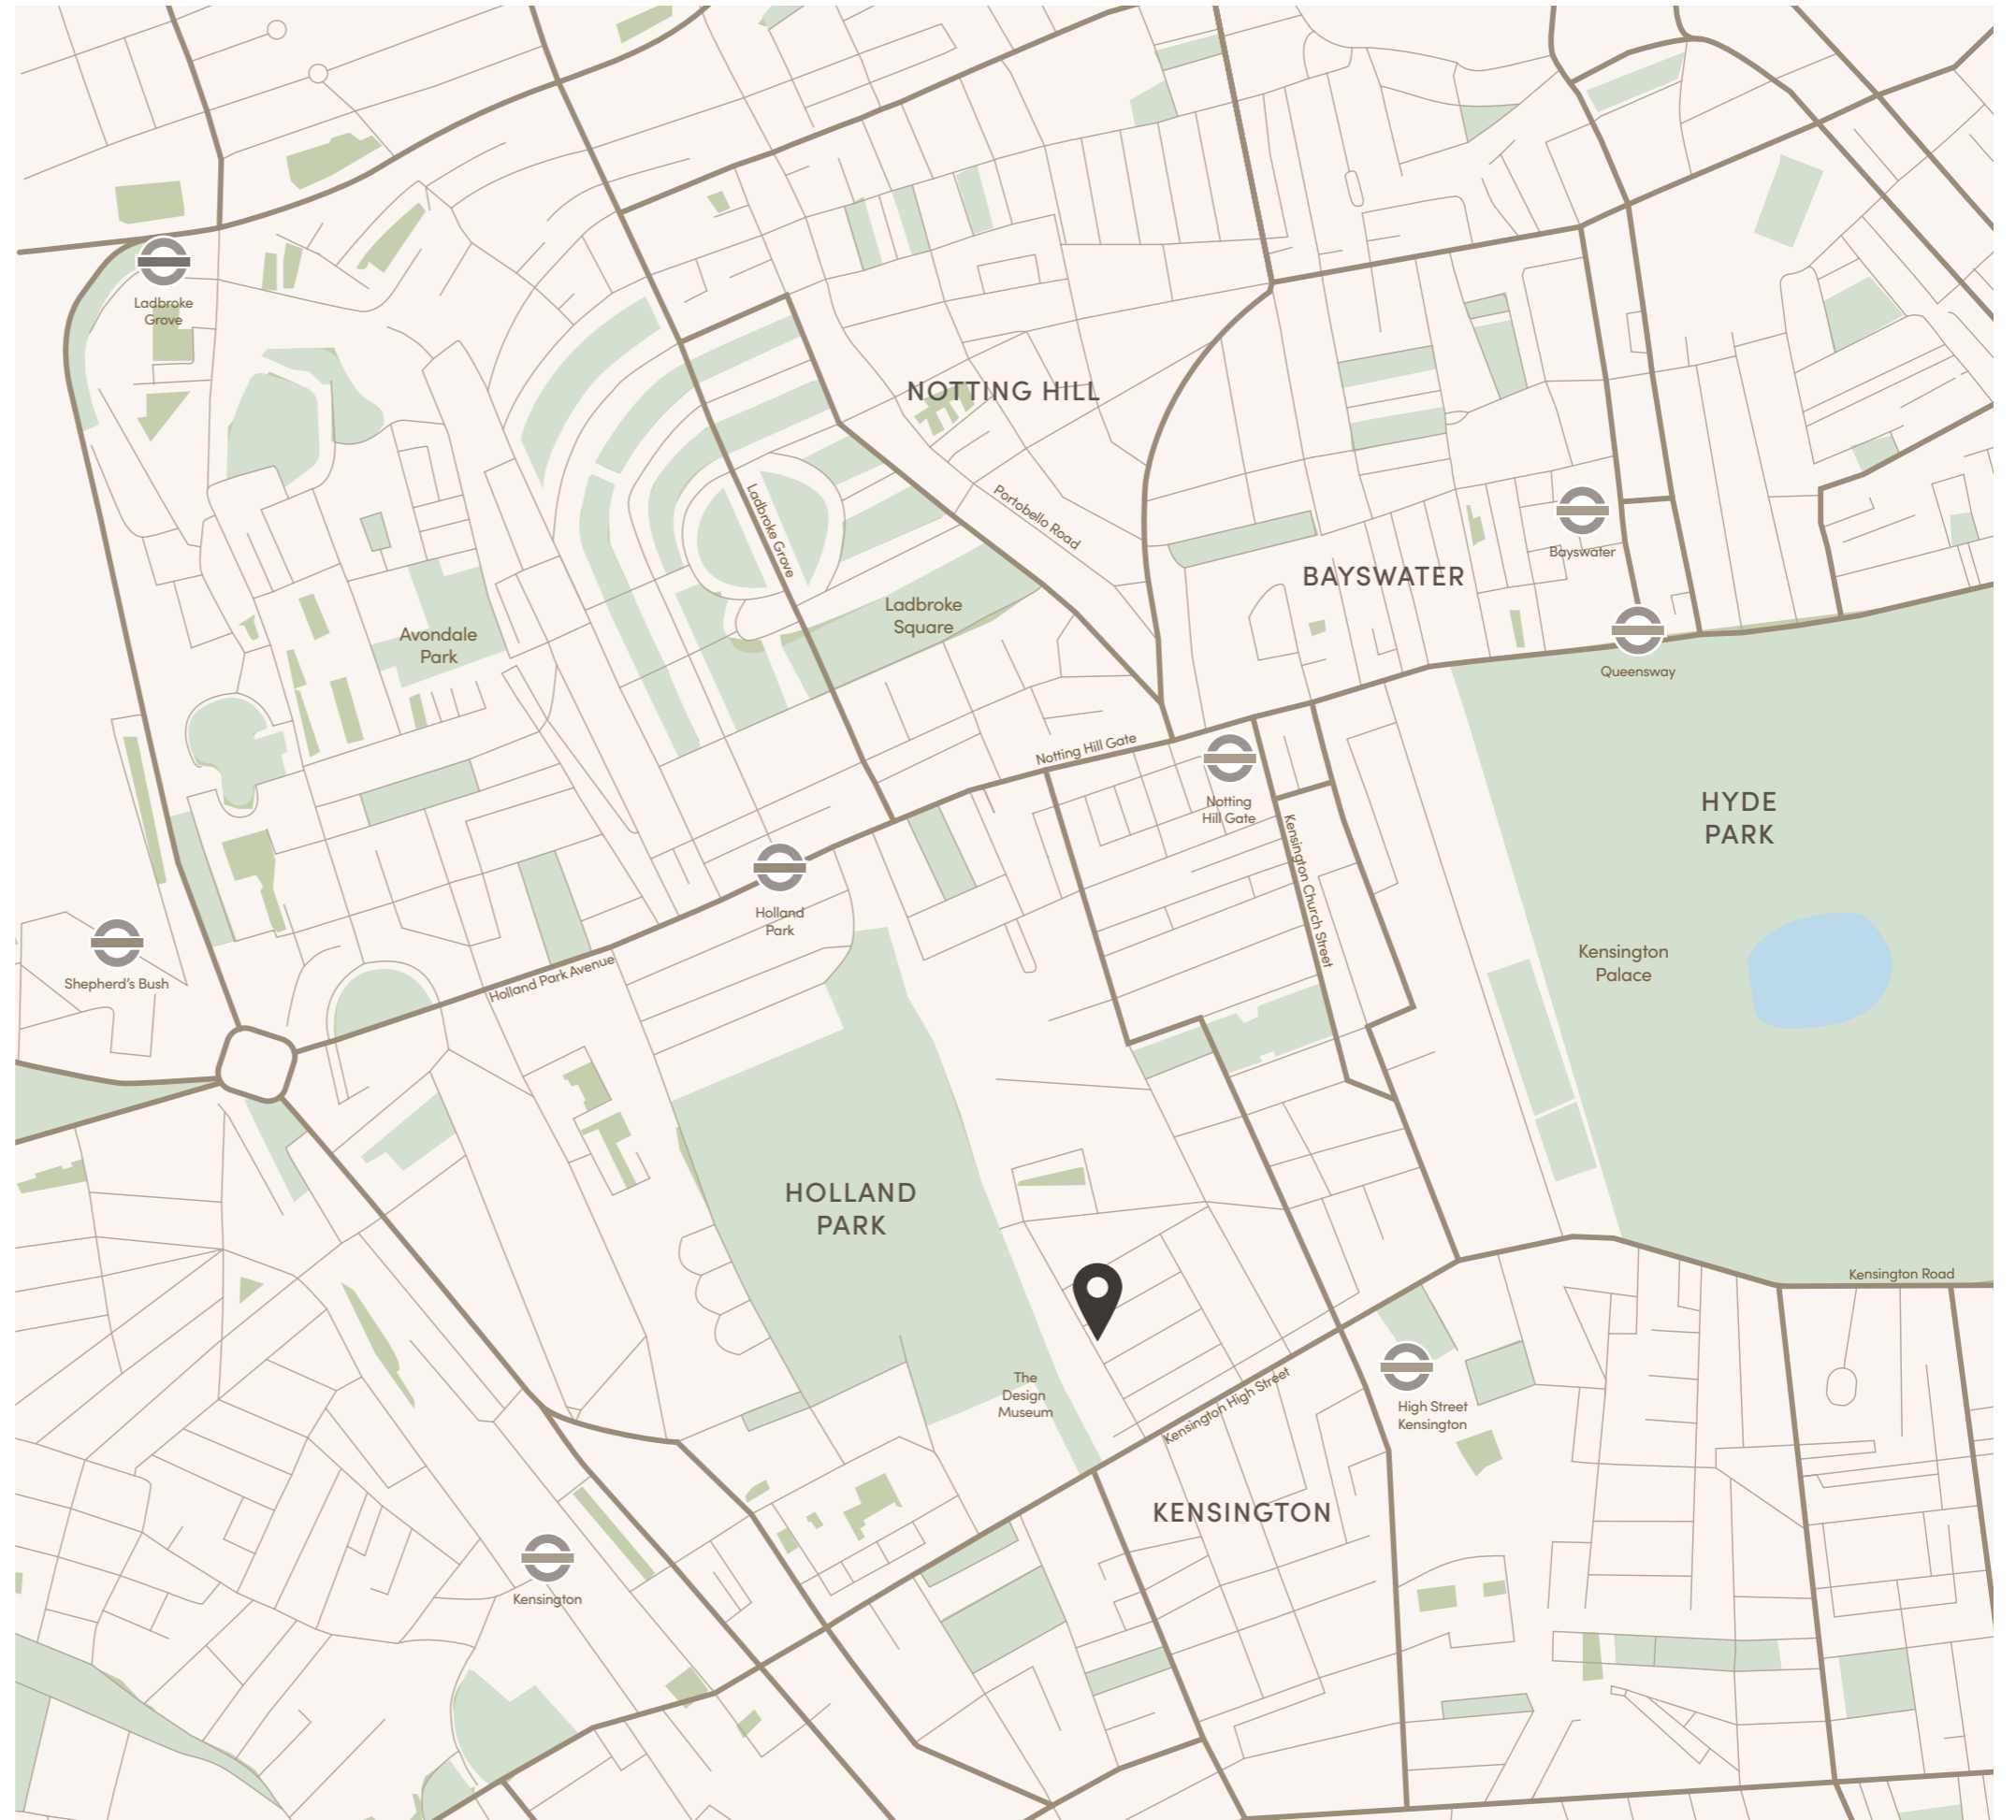 Ladbroke
Grove
NOTTING HILL
Ladbroke Grove
Portobello Road
Bayswater
BAYSWATER
Ladbroke
Square
Avondale
Park
Queensway
Notting Hill Gate
Notting
Hill Gate
HYDE
PARK
Kensington Church Street
Holland
Park
Kensington
Palace
Holland Park Avenue
Shepherd's Bush
HOLLAND
PARK
Kensington Road
The
Design
Museum
Kensington High Street
High Street
Kensington
KENSINGTON
Kensington